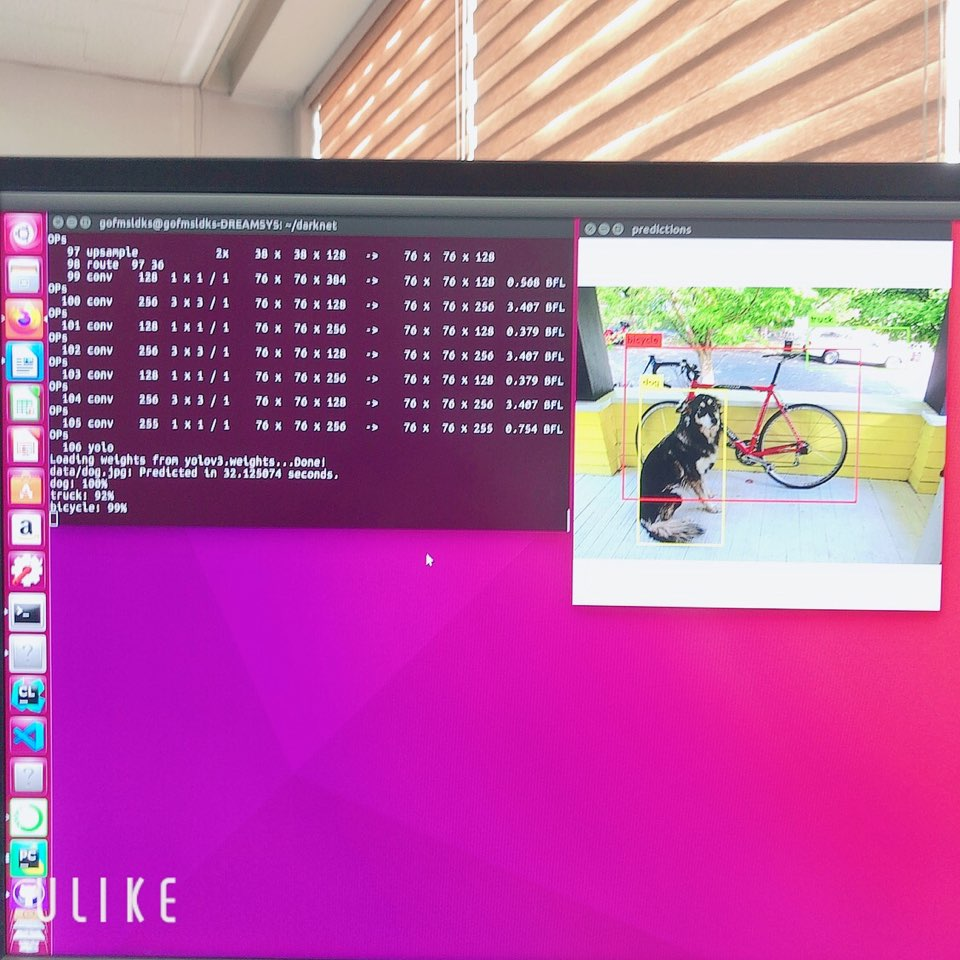 gofmsldks@gofmsldks-DREAMSYS: ~/darknet
OPs
97 upsample 2x 38 x 38 x 128 -> 76 x 76 x 128
98 route 97 36
99 conv 128 1 x 1 / 1 76 x 76 x 384 -> 76 x 76 x 128 0.568 BFL
OPs
100 conv 256 3 x 3 / 1 76 x 76 x 128 -> 76 x 76 x 256 3.407 BFL
OPs
101 conv 128 1 x 1 / 1 76 x 76 x 256 -> 76 x 76 x 128 0.379 BFL
OPs
102 conv 256 3 x 3 / 1 76 x 76 x 128 -> 76 x 76 x 256 3.407 BFL
OPs
103 conv 128 1 x 1 / 1 76 x 76 x 256 -> 76 x 76 x 128 0.379 BFL
OPs
104 conv 256 3 x 3 / 1 76 x 76 x 128 -> 76 x 76 x 256 3.407 BFL
OPs
105 conv 255 1 x 1 / 1 76 x 76 x 256 -> 76 x 76 x 255 0.754 BFL
OPs
106 yolo
Loading weights from yolov3.weights...Done!
data/dog.jpg: Predicted in 32.125074 seconds.
dog: 100%
truck: 92%
bicycle: 99%
predictions
truck
bicycle
dog
a
CL
PC
ULIKE